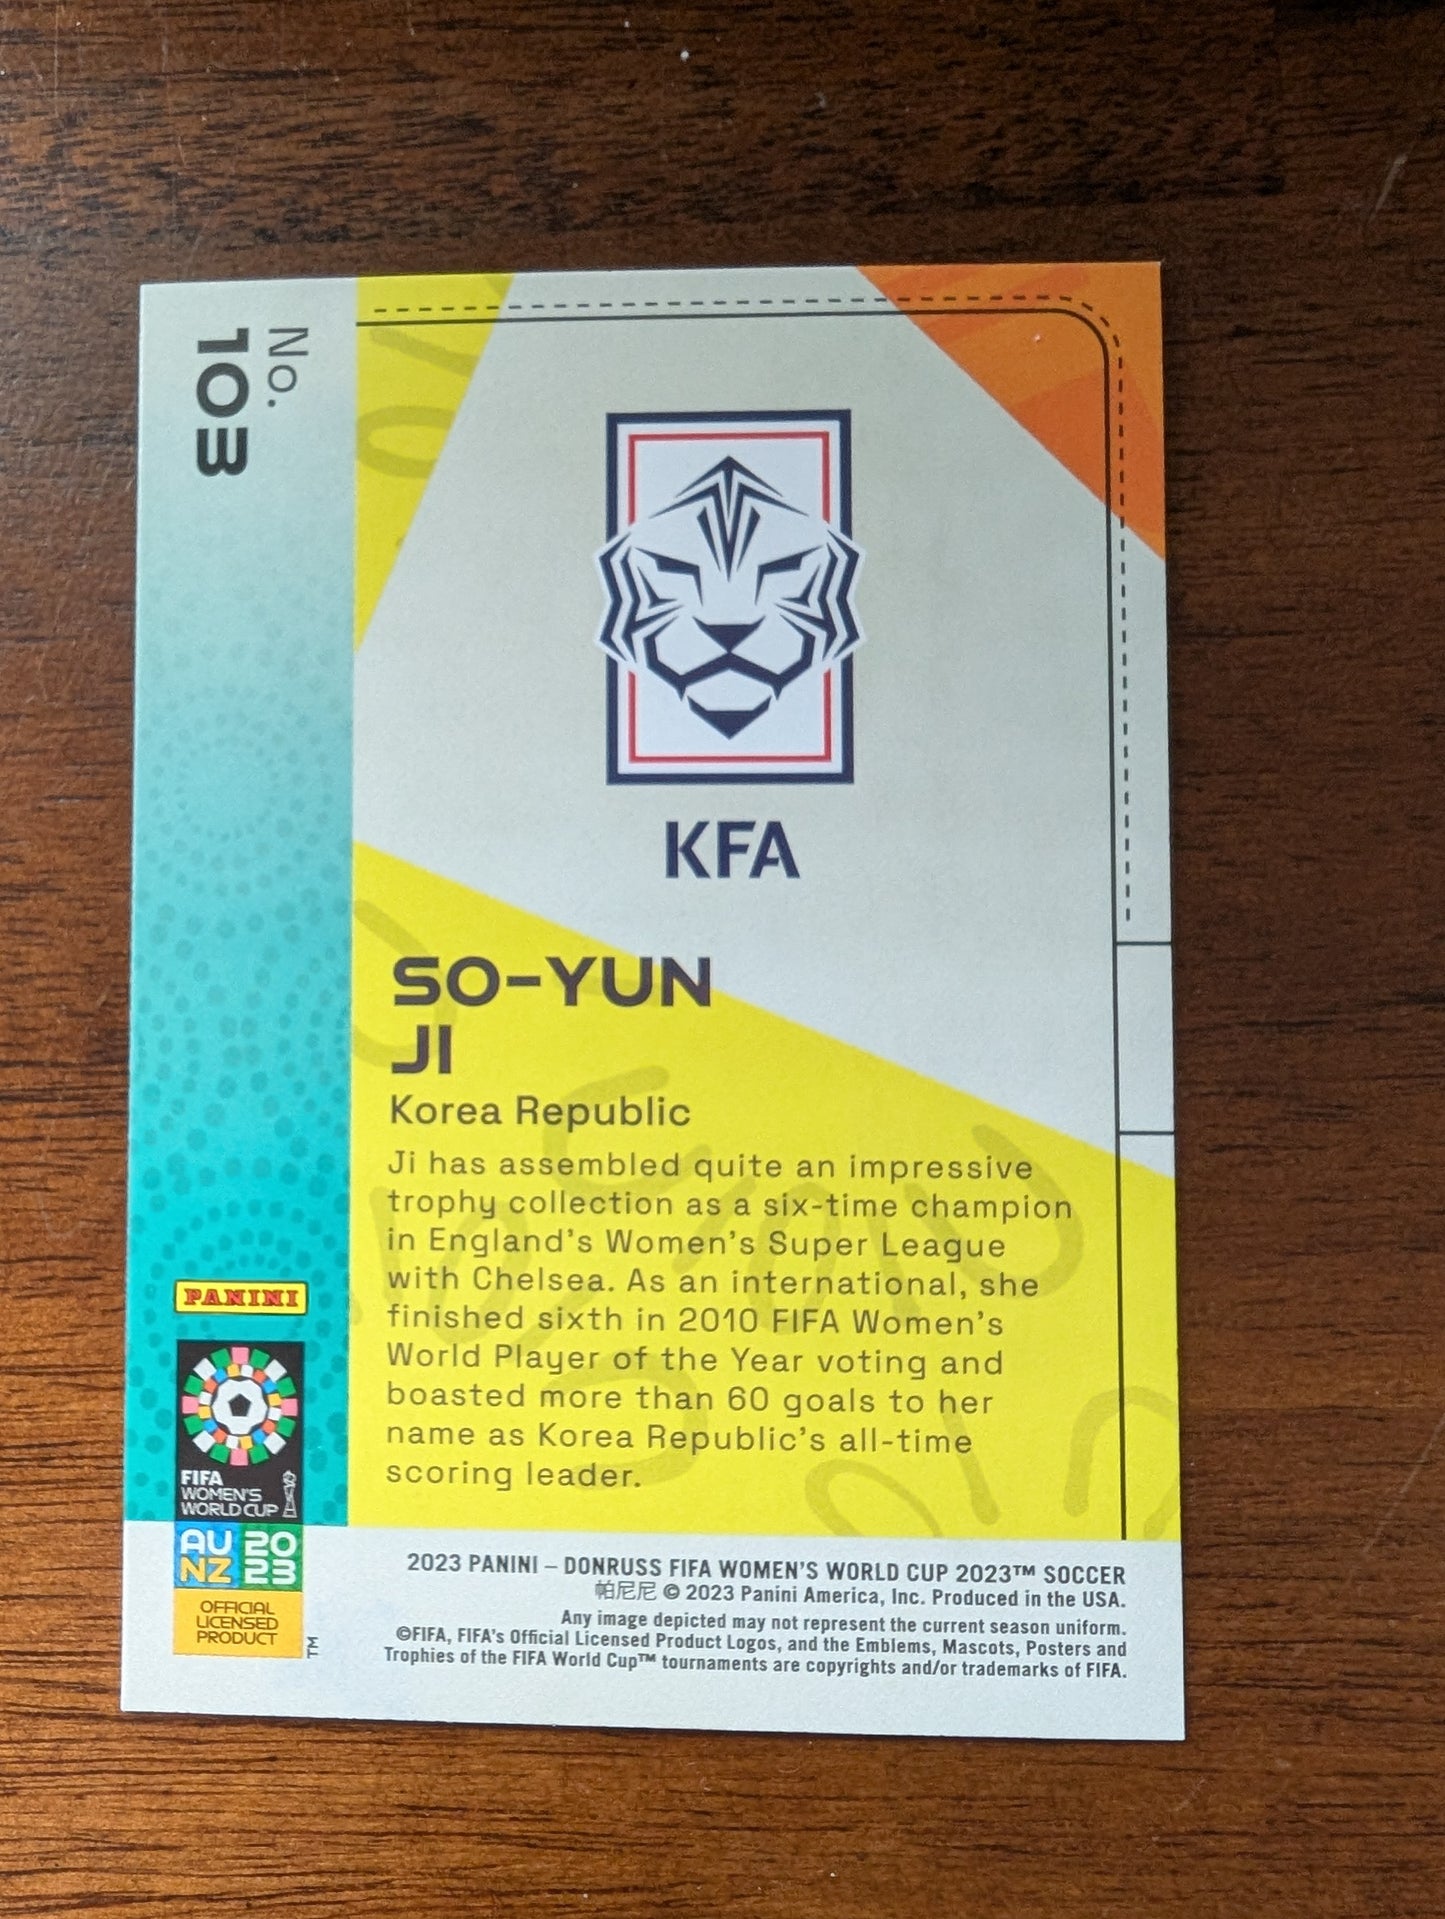 No.
103
KFA
SO-YUN
JI
Korea Republic
Ji has assembled quite an impressive
trophy collection as a six-time champion
in England's Women's Super League
with Chelsea. As an international, she
finished sixth in 2010 FIFA Women's
World Player of the Year voting and
boasted more than 60 goals to her
name as Korea Republic's all-time
scoring leader.
PANINI
FIFA
WOMEN'S
WORLD CUP
AU 20
NZ 23
OFFICIAL
LICENSED
PRODUCT
TM
2023 PANINI – DONRUSS FIFA WOMEN'S WORLD CUP 2023™ SOCCER
帕尼尼 © 2023 Panini America, Inc. Produced in the USA.
Any image depicted may not represent the current season uniform.
©FIFA, FIFA's Official Licensed Product Logos, and the Emblems, Mascots, Posters and
Trophies of the FIFA World Cup™ tournaments are copyrights and/or trademarks of FIFA.